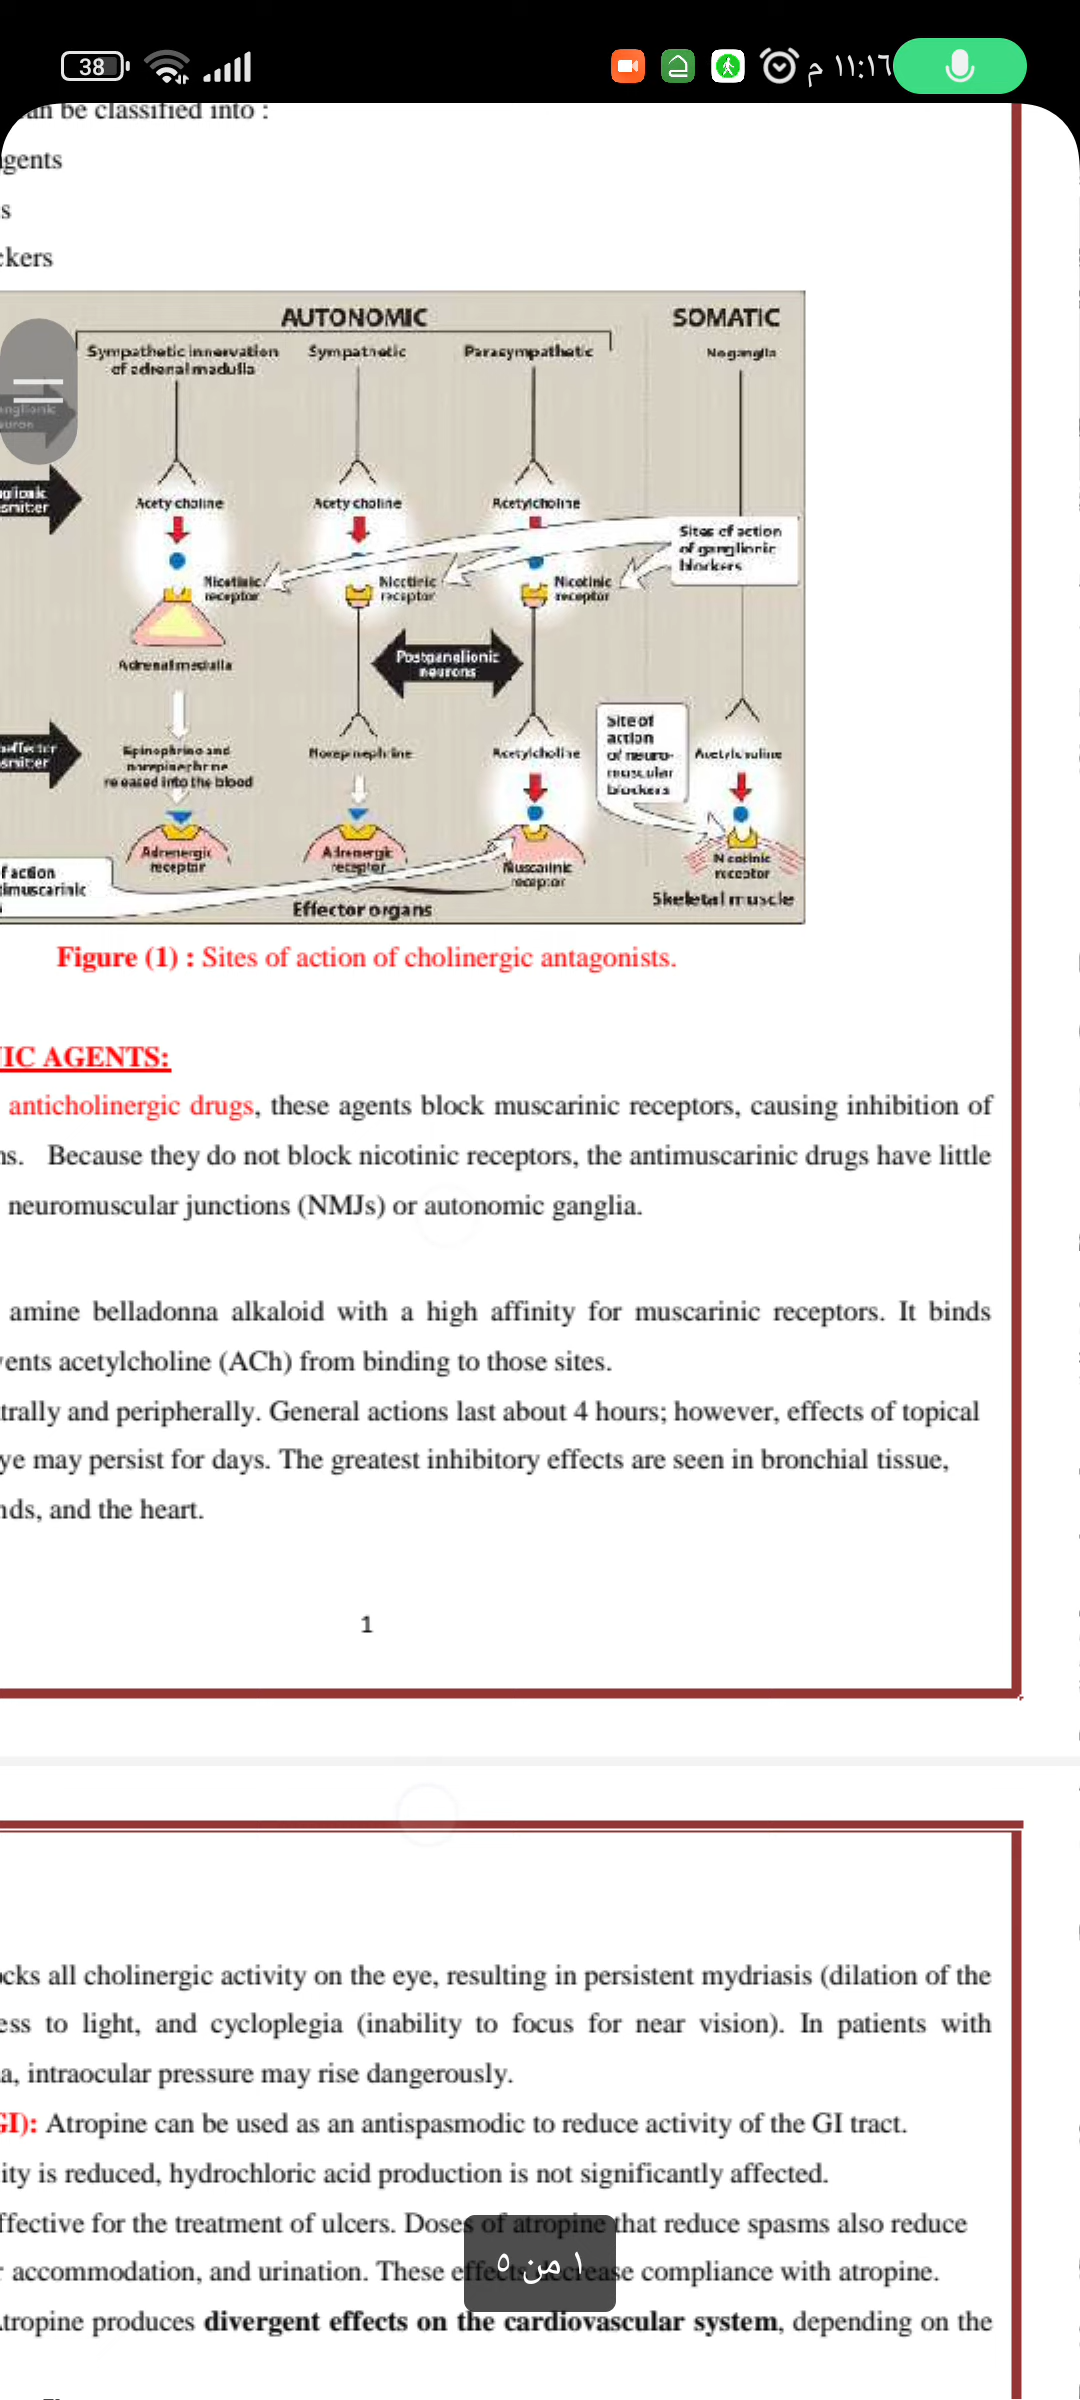 38
١١:١٦ م
an be classified into :
gents
s
ckers
AUTONOMIC
SOMATIC
Sympathetic innervation of adrenal medulla
Sympathetic
Parasympathetic
No ganglia
Acetylcholine
Acetylcholine
Acetylcholine
Sites of action of ganglionic blockers
Nicotinic receptor
Nicotinic receptor
Nicotinic receptor
Adrenal medulla
Postganglionic neurons
Site of action of neuro-muscular blockers
Epinephrine and norepinephrine released into the blood
Norepinephrine
Acetylcholine
Acetylcholine
Adrenergic receptor
Adrenergic receptor
Muscarinic receptor
Nicotinic receptor
f action
timuscarinic
Skeletal muscle
Effector organs
Figure (1) : Sites of action of cholinergic antagonists.
IC AGENTS:
anticholinergic drugs, these agents block muscarinic receptors, causing inhibition of
ns. Because they do not block nicotinic receptors, the antimuscarinic drugs have little
neuromuscular junctions (NMJs) or autonomic ganglia.
amine belladonna alkaloid with a high affinity for muscarinic receptors. It binds
vents acetylcholine (ACh) from binding to those sites.
trally and peripherally. General actions last about 4 hours; however, effects of topical
ye may persist for days. The greatest inhibitory effects are seen in bronchial tissue,
nds, and the heart.
1
ocks all cholinergic activity on the eye, resulting in persistent mydriasis (dilation of the
ess to light, and cycloplegia (inability to focus for near vision). In patients with
a, intraocular pressure may rise dangerously.
GI): Atropine can be used as an antispasmodic to reduce activity of the GI tract.
ity is reduced, hydrochloric acid production is not significantly affected.
ffective for the treatment of ulcers. Doses of atropine that reduce spasms also reduce
r accommodation, and urination. These effects decrease compliance with atropine.
١ من ٥
Atropine produces divergent effects on the cardiovascular system, depending on the